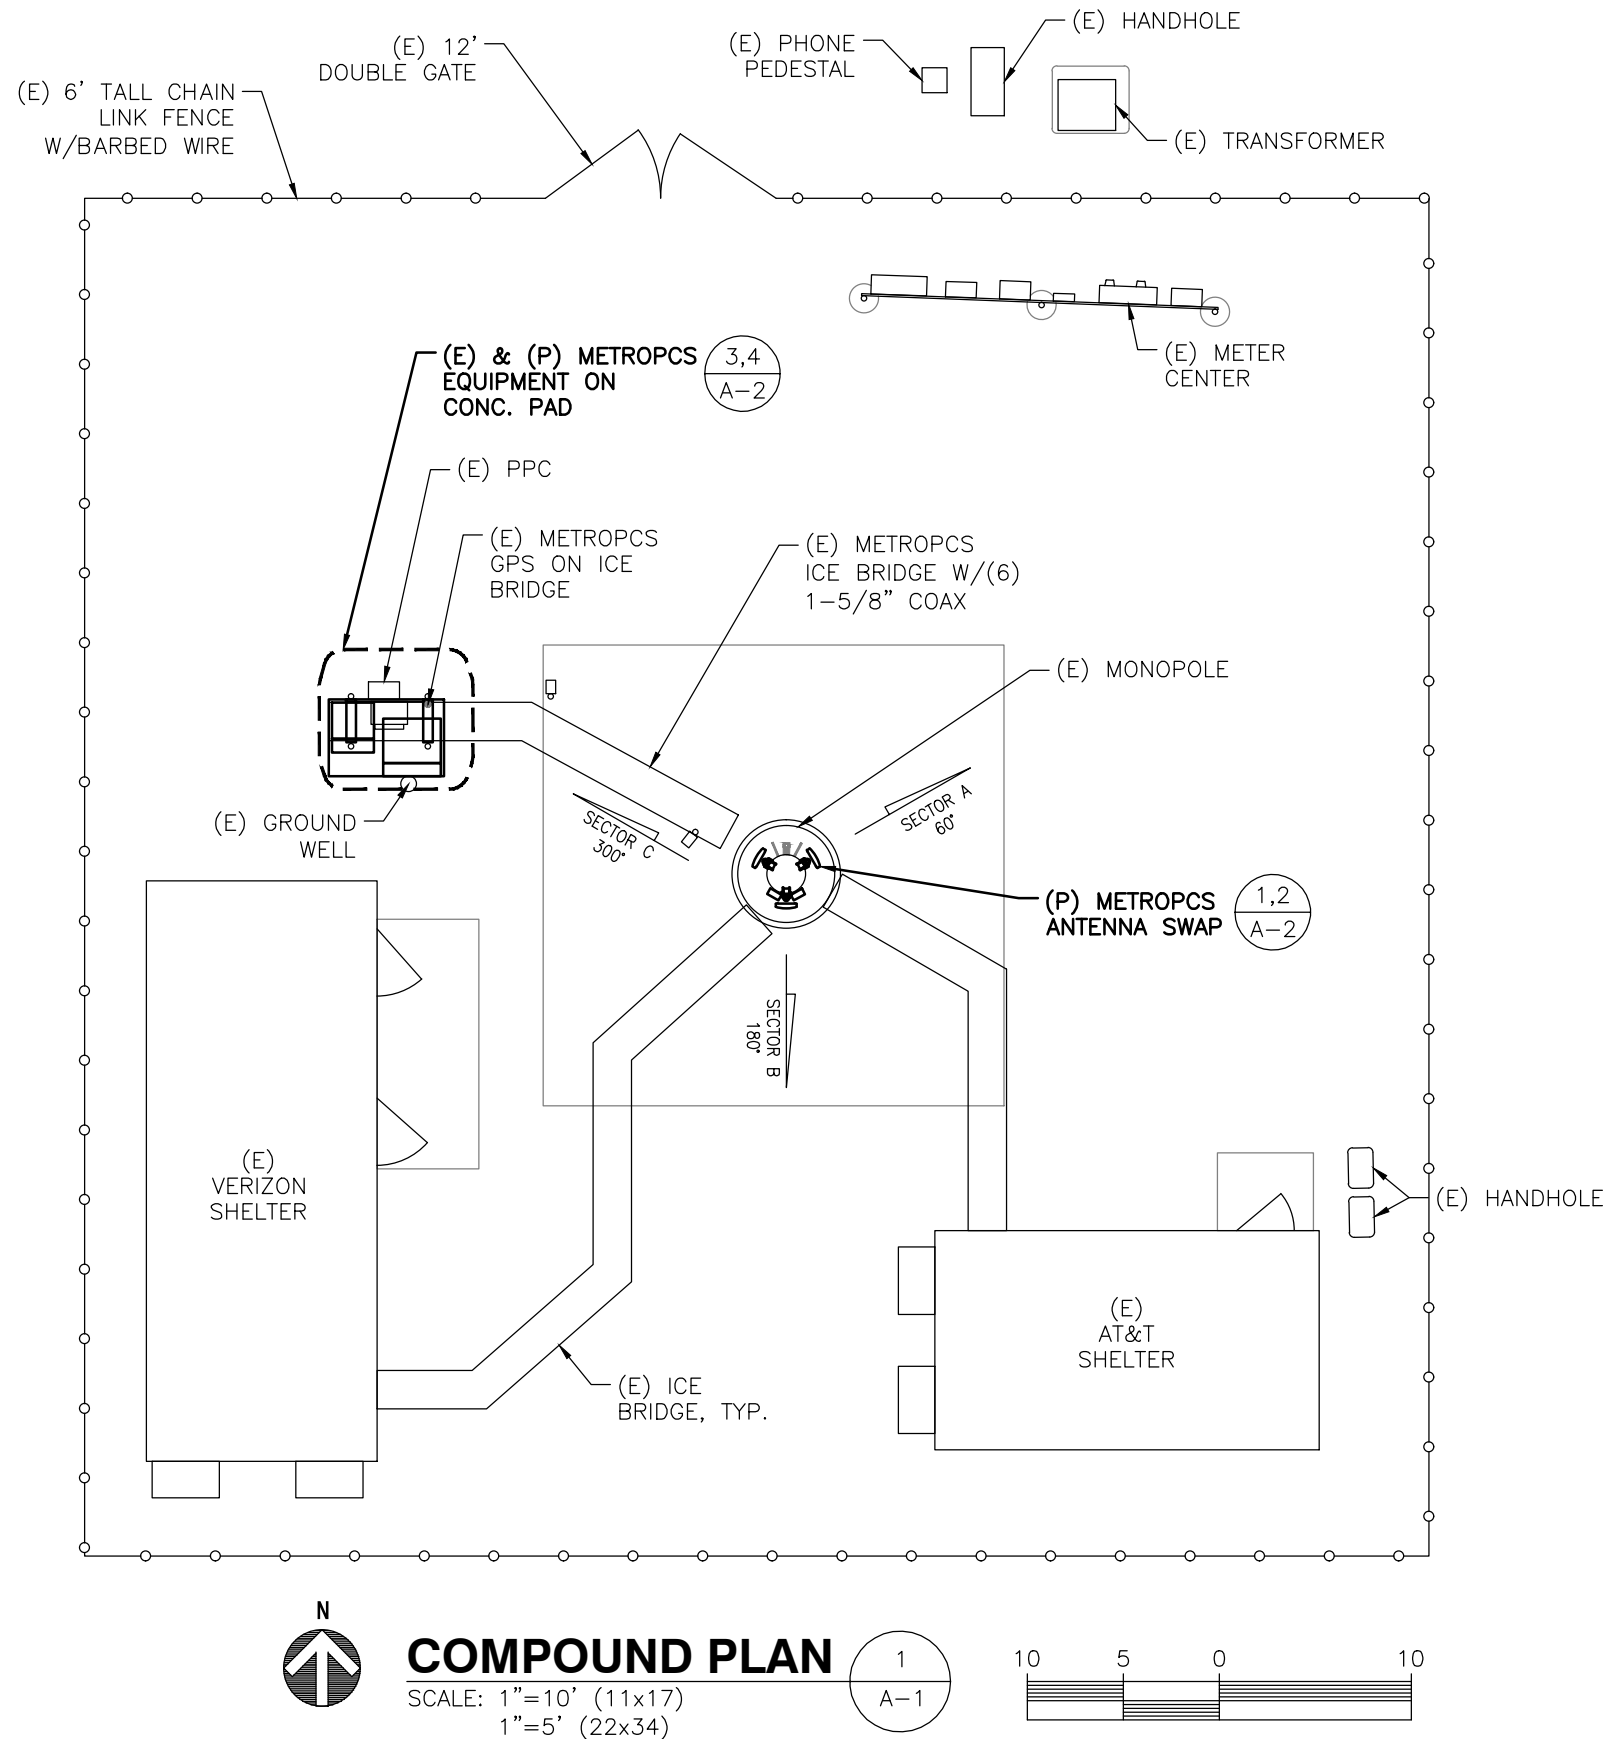 (E) HANDHOLE
(E) 12'
DOUBLE GATE
(E) PHONE
PEDESTAL
(E) 6' TALL CHAIN
LINK FENCE
W/BARBED WIRE
(E) TRANSFORMER
(E) & (P) METROPCS
EQUIPMENT ON
CONC. PAD
3,4
A-2
(E) METER
CENTER
(E) PPC
(E) METROPCS
GPS ON ICE
BRIDGE
(E) METROPCS
ICE BRIDGE W/(6)
1-5/8" COAX
(E) MONOPOLE
SECTOR A
60°
SECTOR C
300°
(E) GROUND
WELL
(P) METROPCS
ANTENNA SWAP
1,2
A-2
SECTOR B
180°
(E)
VERIZON
SHELTER
(E) HANDHOLE
(E)
AT&T
SHELTER
(E) ICE
BRIDGE, TYP.
N
COMPOUND PLAN
SCALE: 1"=10' (11x17)
1"=5' (22x34)
1
A-1
10 5 0 10